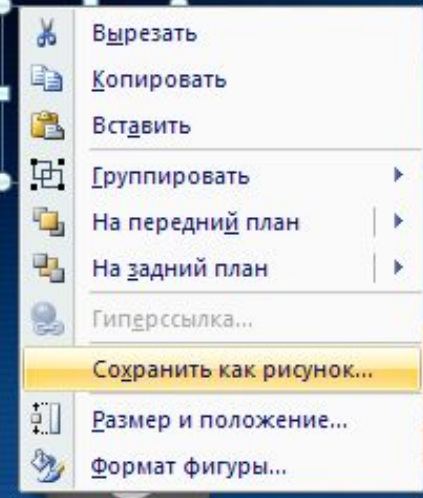 Вырезать
Копировать
Вставить
Группировать
На передний план
На задний план
Гиперссылка...
Сохранить как рисунок...
Размер и положение...
Формат фигуры...